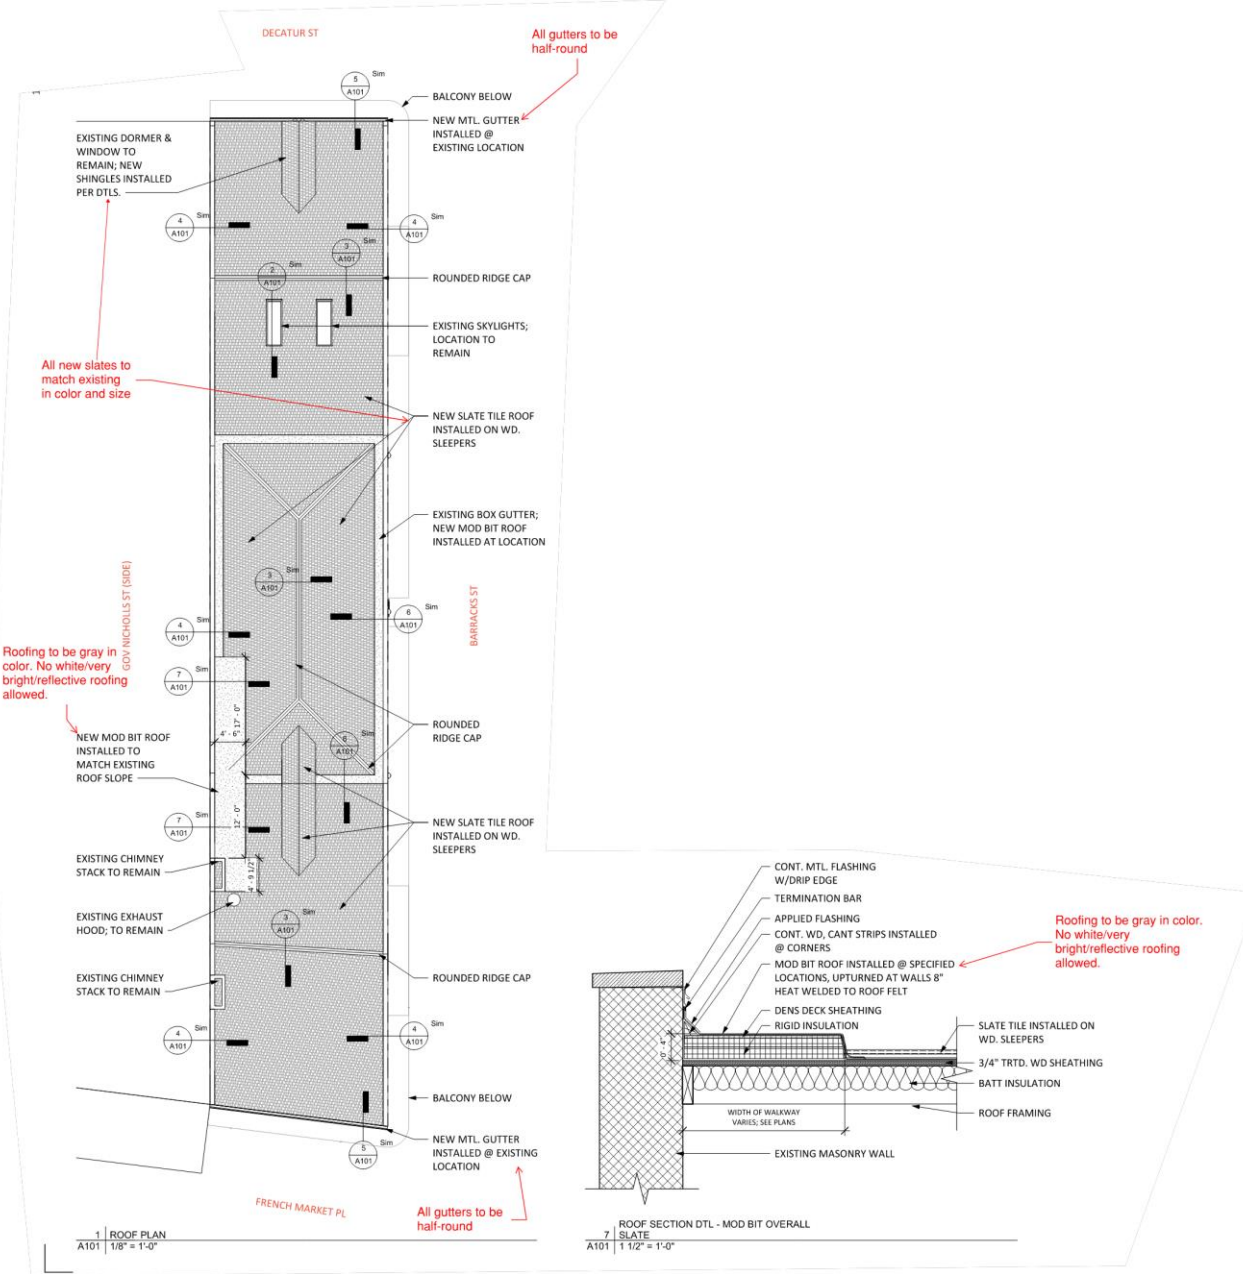 DECATUR ST
All gutters to be
half-round
5
A101
Sim
BALCONY BELOW
NEW MTL. GUTTER
INSTALLED @
EXISTING LOCATION
EXISTING DORMER &
WINDOW TO
REMAIN; NEW
SHINGLES INSTALLED
PER DTLS.
4
A101
Sim
4
A101
Sim
3
A101
Sim
2
A101
Sim
ROUNDED RIDGE CAP
EXISTING SKYLIGHTS;
LOCATION TO
REMAIN
All new slates to
match existing
in color and size
NEW SLATE TILE ROOF
INSTALLED ON WD.
SLEEPERS
EXISTING BOX GUTTER;
NEW MOD BIT ROOF
INSTALLED AT LOCATION
GOV NICHOLLS ST (SIDE)
BARRACKS ST
3
A101
Sim
6
A101
Sim
4
A101
Sim
7
A101
Sim
Roofing to be gray in
color. No white/very
bright/reflective roofing
allowed.
NEW MOD BIT ROOF
INSTALLED TO
MATCH EXISTING
ROOF SLOPE
4' - 6"
17' - 0"
ROUNDED
RIDGE CAP
6
A101
Sim
12' - 0"
7
A101
Sim
NEW SLATE TILE ROOF
INSTALLED ON WD.
SLEEPERS
EXISTING CHIMNEY
STACK TO REMAIN
4' - 9 1/2"
EXISTING EXHAUST
HOOD; TO REMAIN
3
A101
Sim
EXISTING CHIMNEY
STACK TO REMAIN
ROUNDED RIDGE CAP
4
A101
Sim
4
A101
Sim
BALCONY BELOW
NEW MTL. GUTTER
INSTALLED @ EXISTING
LOCATION
5
A101
Sim
FRENCH MARKET PL
All gutters to be
half-round
1 ROOF PLAN
A101 1/8" = 1'-0"
CONT. MTL. FLASHING
W/DRIP EDGE
TERMINATION BAR
APPLIED FLASHING
CONT. WD, CANT STRIPS INSTALLED
@ CORNERS
MOD BIT ROOF INSTALLED @ SPECIFIED
LOCATIONS, UPTURNED AT WALLS 8"
HEAT WELDED TO ROOF FELT
DENS DECK SHEATHING
RIGID INSULATION
Roofing to be gray in color.
No white/very
bright/reflective roofing
allowed.
0' - 4"
SLATE TILE INSTALLED ON
WD. SLEEPERS
3/4" TRTD. WD SHEATHING
BATT INSULATION
ROOF FRAMING
WIDTH OF WALKWAY
VARIES; SEE PLANS
EXISTING MASONRY WALL
ROOF SECTION DTL - MOD BIT OVERALL
7 SLATE
A101 1 1/2" = 1'-0"